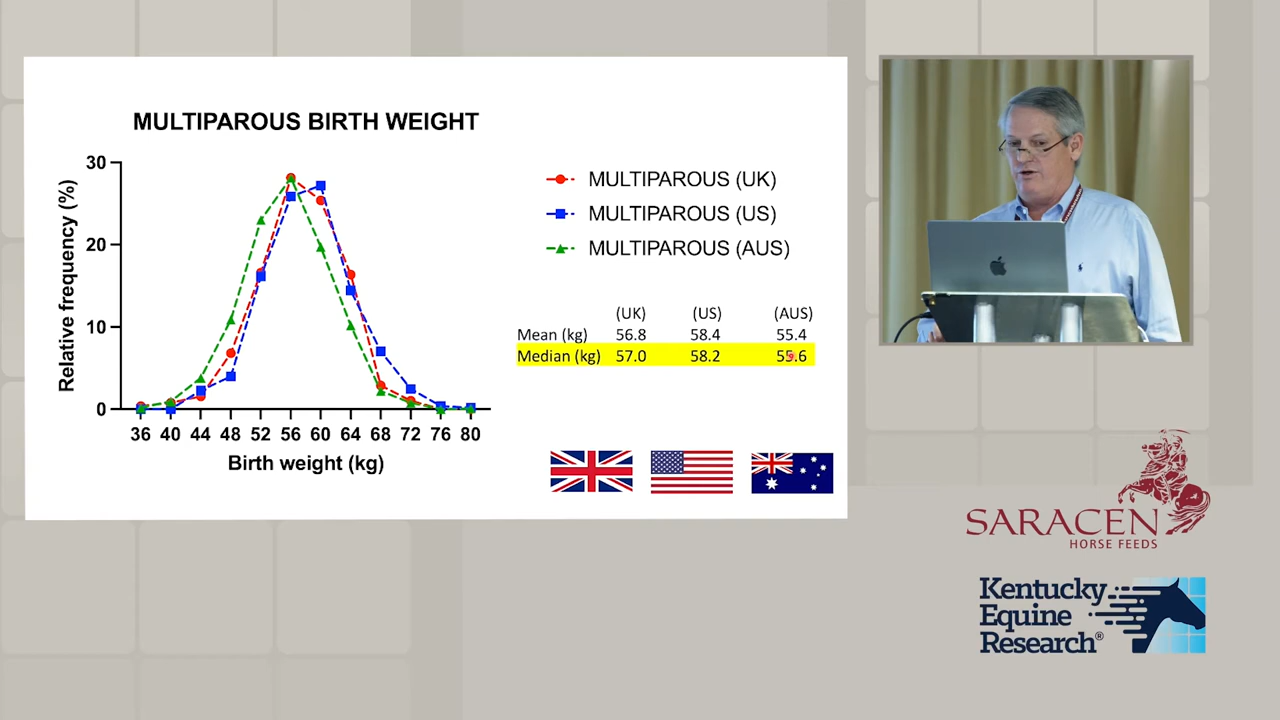 MULTIPAROUS BIRTH WEIGHT
Relative frequency (%)
30
20
10
0
36 40 44 48 52 56 60 64 68 72 76 80
Birth weight (kg)
MULTIPAROUS (UK)
MULTIPAROUS (US)
MULTIPAROUS (AUS)
(UK) (US) (AUS)
Mean (kg) 56.8 58.4 55.4
Median (kg) 57.0 58.2 55.6
SARACEN
HORSE FEEDS
Kentucky
Equine
Research®